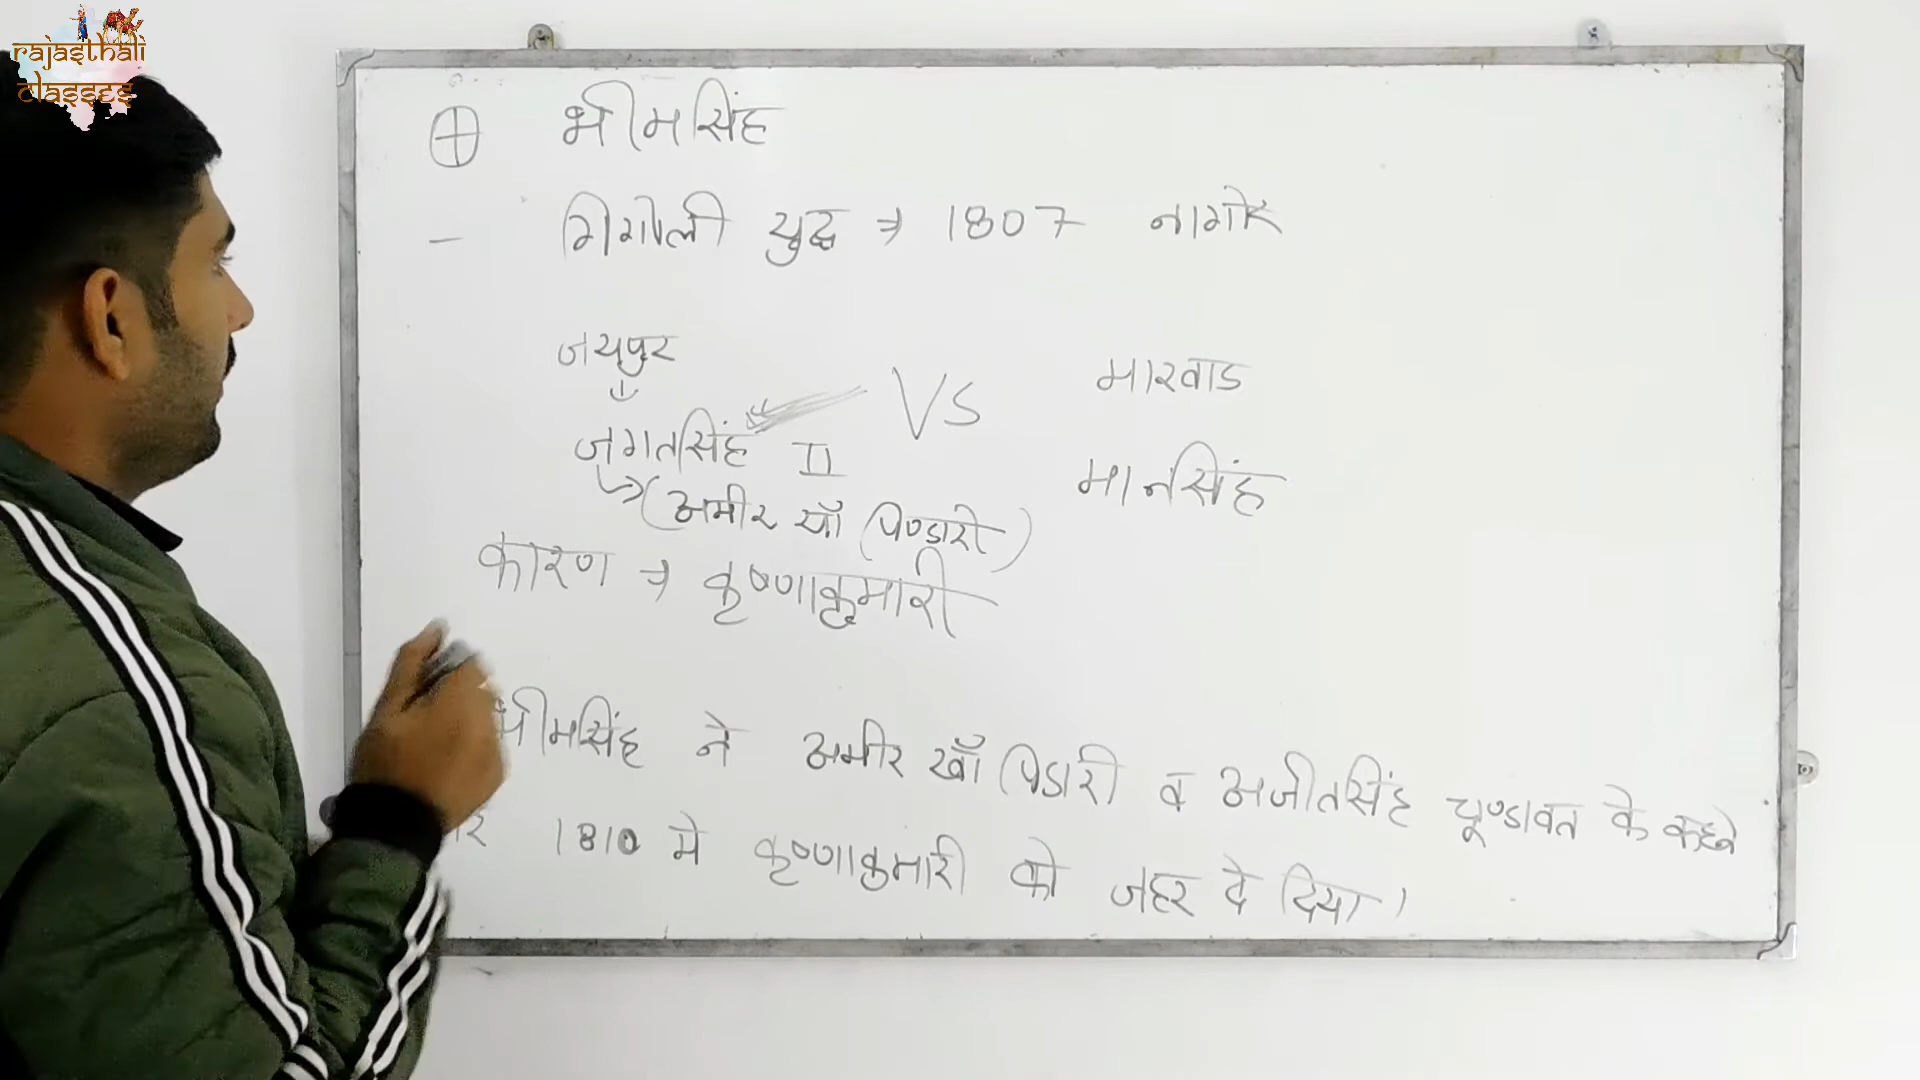 rajasthali
classes
भीमसिंह
- गिंगोली युद्ध → 1807 नागौर
जयपुर
VS
मारवाड
जगतसिंह II
मानसिंह
(अमीर खाँ (पिण्डारी)
कारण → कृष्णाकुमारी
भीमसिंह ने अमीर खाँ पिंडारी व अजीतसिंह चूण्डावत के कहने
1810 मे कृष्णाकुमारी को जहर दे दिया।